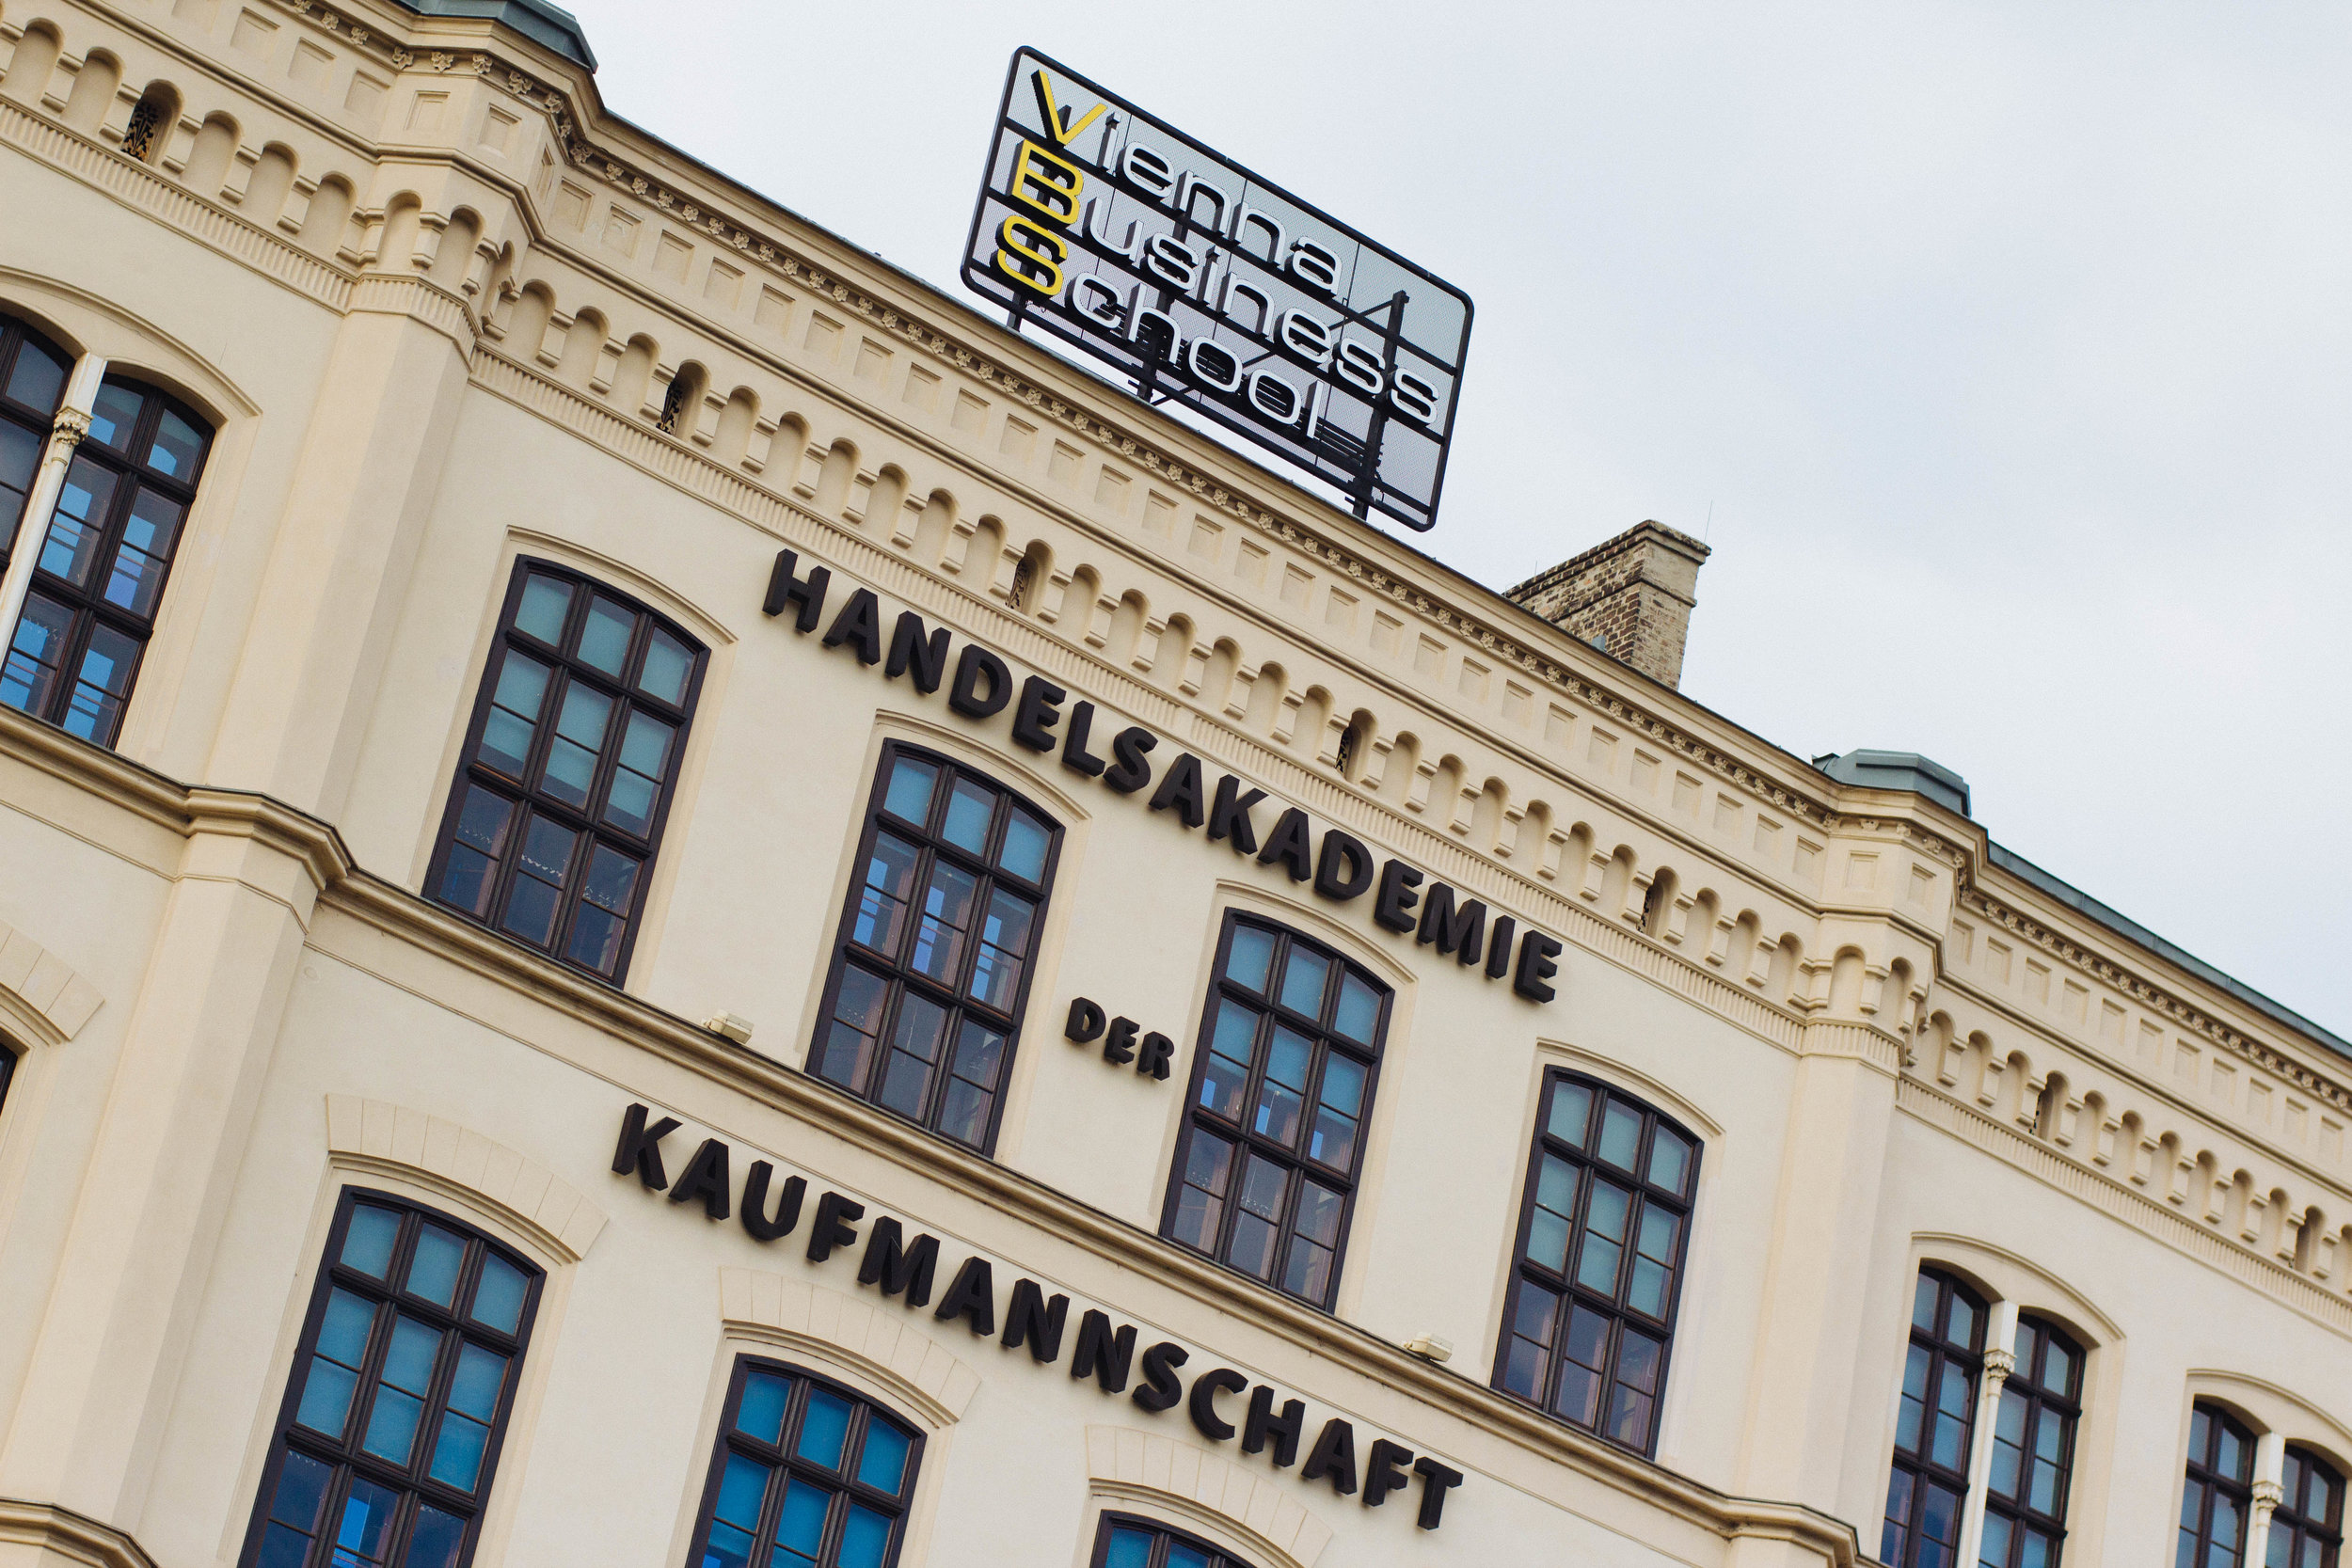 Vienna
Business
School
HANDELSAKADEMIE
DER
KAUFMANNSCHAFT